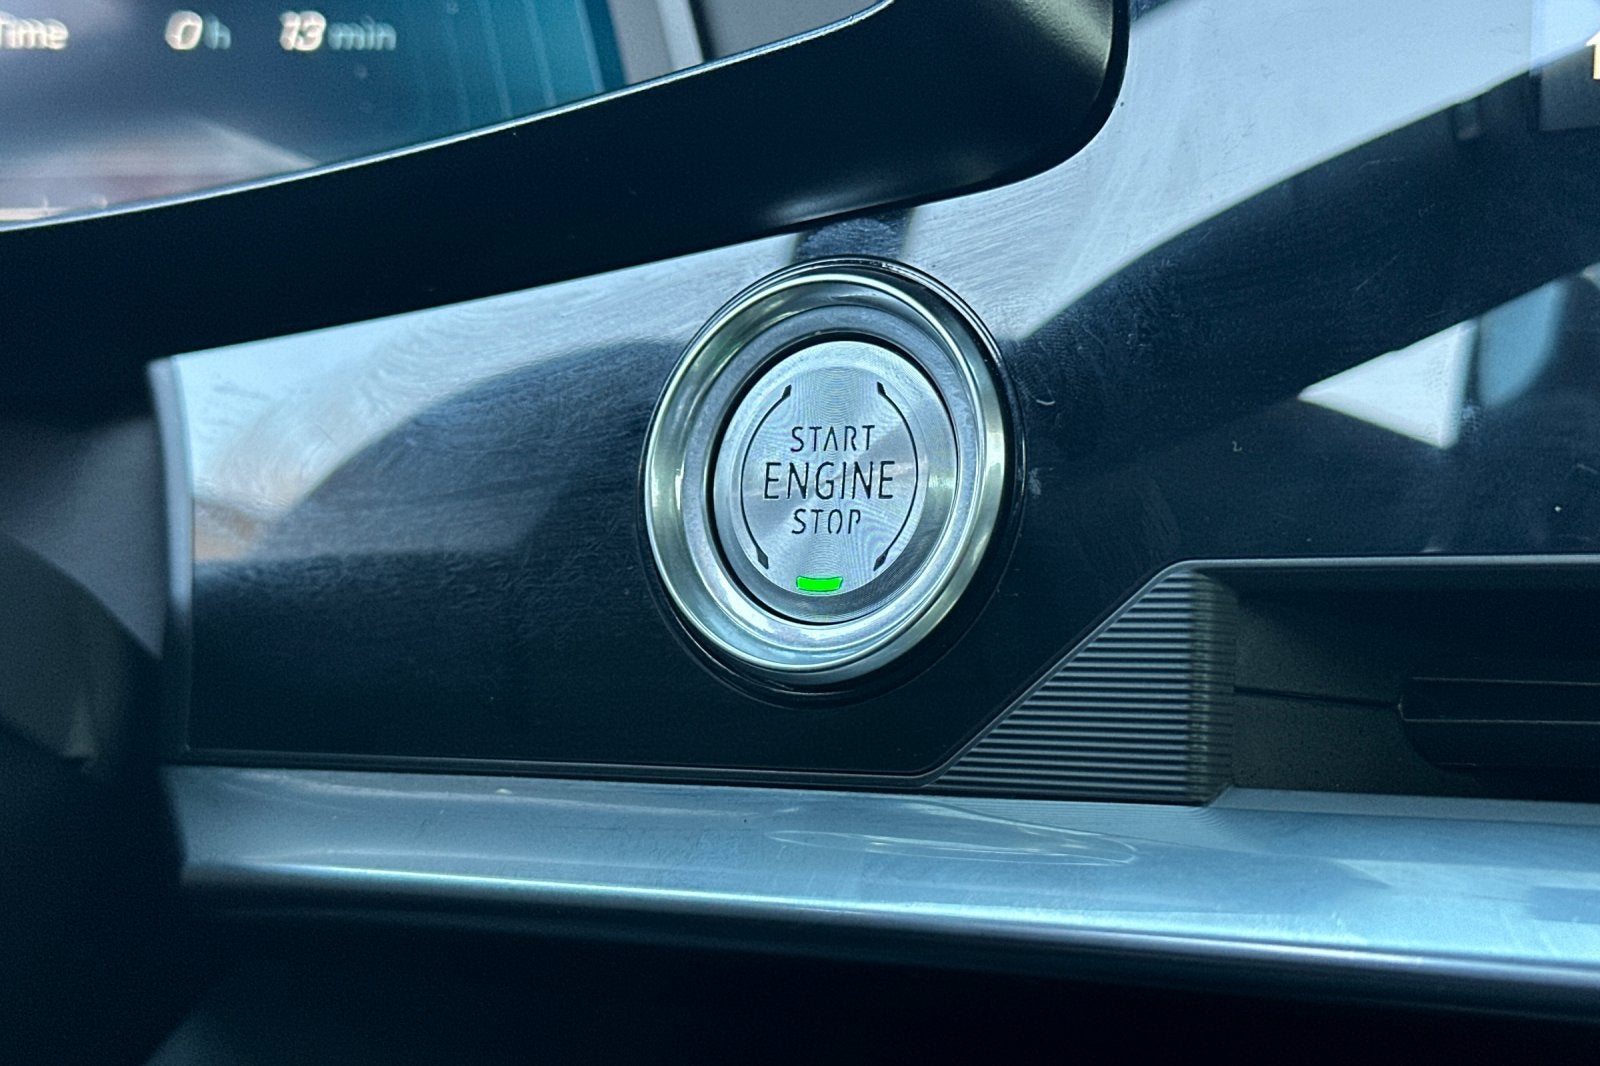 Time 0 h 13 min
START
ENGINE
STOP